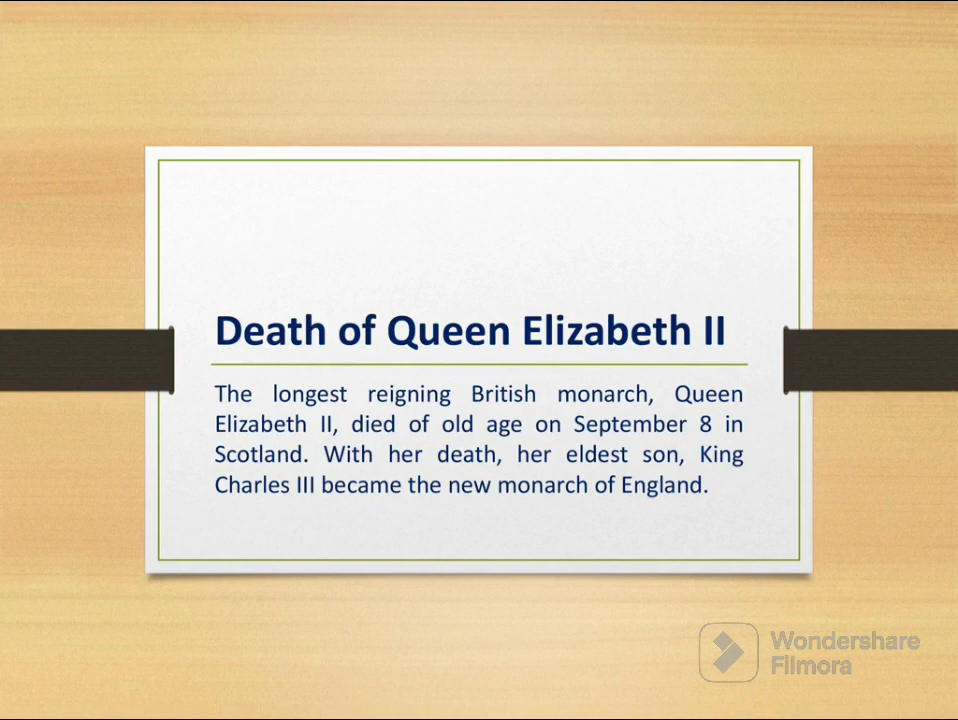 Death of Queen Elizabeth II
The longest reigning British monarch, Queen
Elizabeth II, died of old age on September 8 in
Scotland. With her death, her eldest son, King
Charles III became the new monarch of England.
Wondershare
Filmora